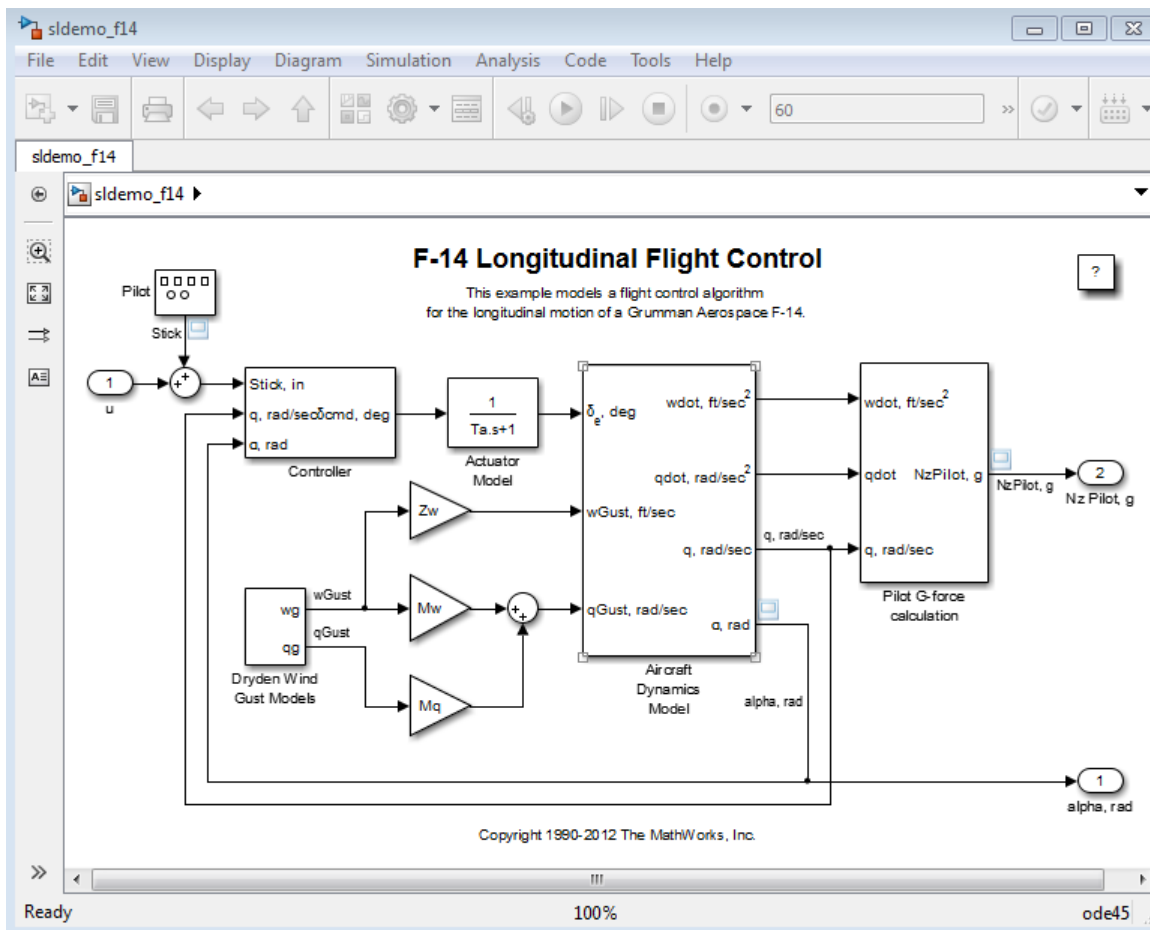 sldemo_f14
File Edit View Display Diagram Simulation Analysis Code Tools Help
60
sldemo_f14
sldemo_f14
F-14 Longitudinal Flight Control
This example models a flight control algorithm
for the longitudinal motion of a Grumman Aerospace F-14.
?
Pilot
Stick
1
u
++
Stick, in
q, rad/secδcmd, deg
α, rad
Controller
1
Ta.s+1
Actuator
Model
δe, deg
wGust, ft/sec
qGust, rad/sec
wdot, ft/sec2
qdot, rad/sec2
q, rad/sec
α, rad
Aircraft
Dynamics
Model
q, rad/sec
alpha, rad
wdot, ft/sec2
qdot
NzPilot, g
q, rad/sec
Pilot G-force
calculation
NzPilot, g
2
Nz Pilot, g
Zw
Mw
Mq
++
wg
qg
wGust
qGust
Dryden Wind
Gust Models
1
alpha, rad
Copyright 1990-2012 The MathWorks, Inc.
Ready
100%
ode45